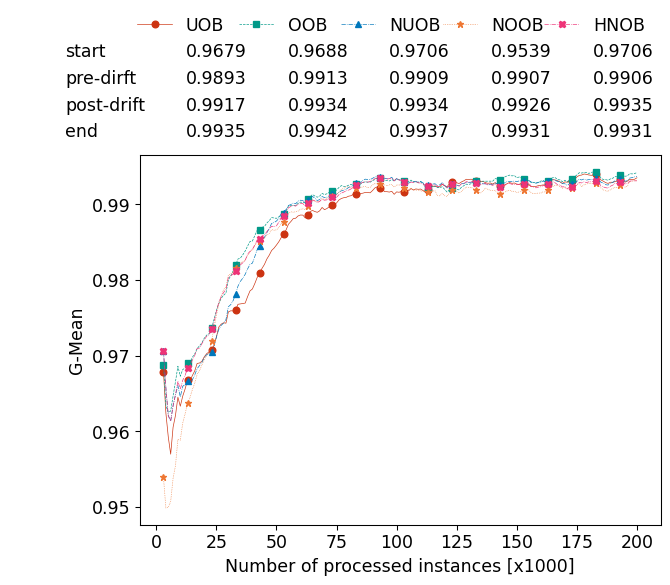 UOB OOB NUOB NOOB HNOB
start 0.9679 0.9688 0.9706 0.9539 0.9706
pre-dirft 0.9893 0.9913 0.9909 0.9907 0.9906
post-drift 0.9917 0.9934 0.9934 0.9926 0.9935
end 0.9935 0.9942 0.9937 0.9931 0.9931
0.99
0.98
0.97
0.96
0.95
G-Mean
0 25 50 75 100 125 150 175 200
Number of processed instances [x1000]